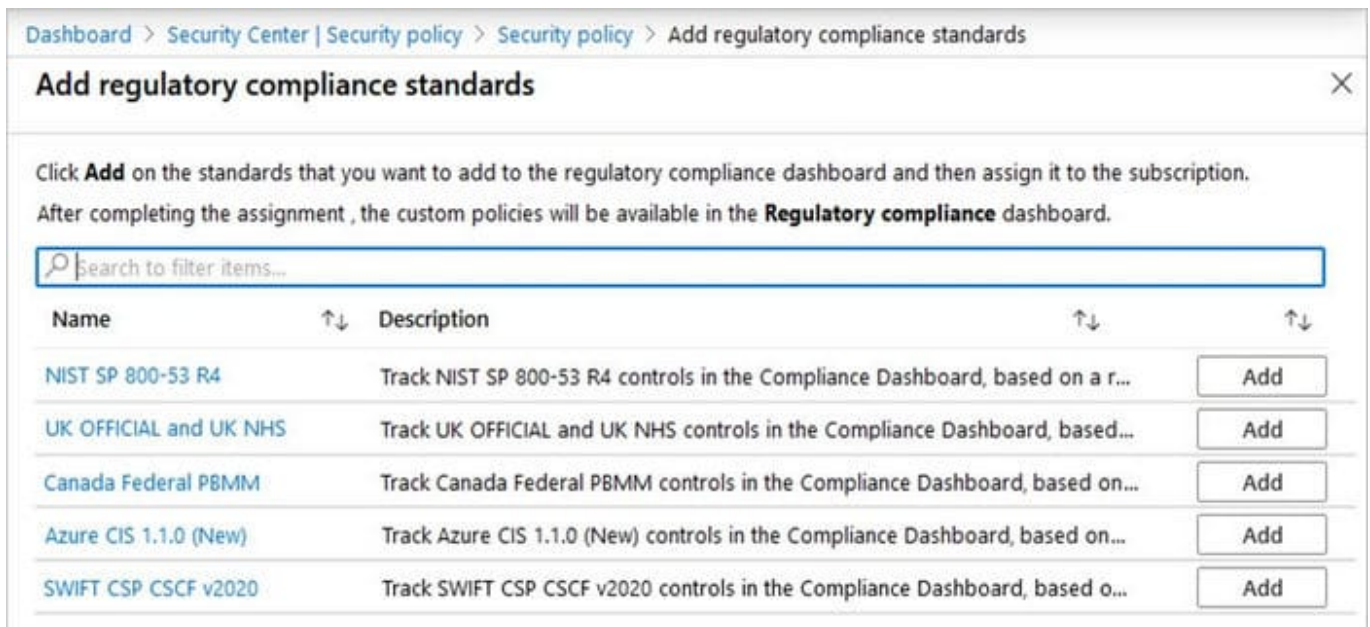 Dashboard > Security Center | Security policy > Security policy > Add regulatory compliance standards
Add regulatory compliance standards
Click Add on the standards that you want to add to the regulatory compliance dashboard and then assign it to the subscription.
After completing the assignment , the custom policies will be available in the Regulatory compliance dashboard.
Search to filter items...
Name Description
NIST SP 800-53 R4 Track NIST SP 800-53 R4 controls in the Compliance Dashboard, based on a r... Add
UK OFFICIAL and UK NHS Track UK OFFICIAL and UK NHS controls in the Compliance Dashboard, based... Add
Canada Federal PBMM Track Canada Federal PBMM controls in the Compliance Dashboard, based on... Add
Azure CIS 1.1.0 (New) Track Azure CIS 1.1.0 (New) controls in the Compliance Dashboard, based on... Add
SWIFT CSP CSCF v2020 Track SWIFT CSP CSCF v2020 controls in the Compliance Dashboard, based o... Add